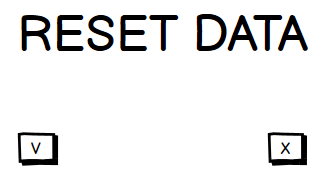 RESET DATA
V X